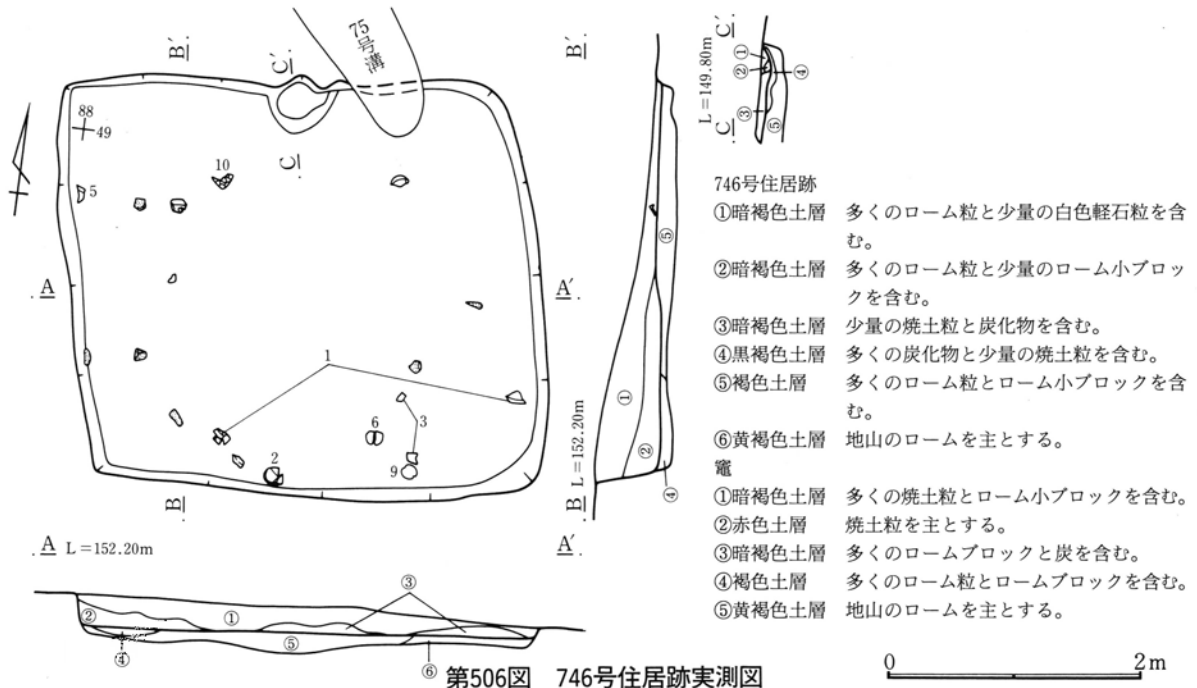 75号溝
B′
C′
88
49
5
10
C
A
A′
1
3
6
2
9
B
B′
①
②
④
⑤
B L=152.20m
C′
L=149.80m
C
①
②
③
④
⑤
746号住居跡
①暗褐色土層 多くのローム粒と少量の白色軽石粒を含
む。
②暗褐色土層 多くのローム粒と少量のローム小ブロッ
クを含む。
③暗褐色土層 少量の焼土粒と炭化物を含む。
④黒褐色土層 多くの炭化物と少量の焼土粒を含む。
⑤褐色土層 多くのローム粒とローム小ブロックを含
む。
⑥黄褐色土層 地山のロームを主とする。
竈
①暗褐色土層 多くの焼土粒とローム小ブロックを含む。
②赤色土層 焼土粒を主とする。
③暗褐色土層 多くのロームブロックと炭を含む。
④褐色土層 多くのローム粒とロームブロックを含む。
⑤黄褐色土層 地山のロームを主とする。
A L=152.20m
A′
①
②
③
④
⑤
⑥
第506図 746号住居跡実測図
0 2m